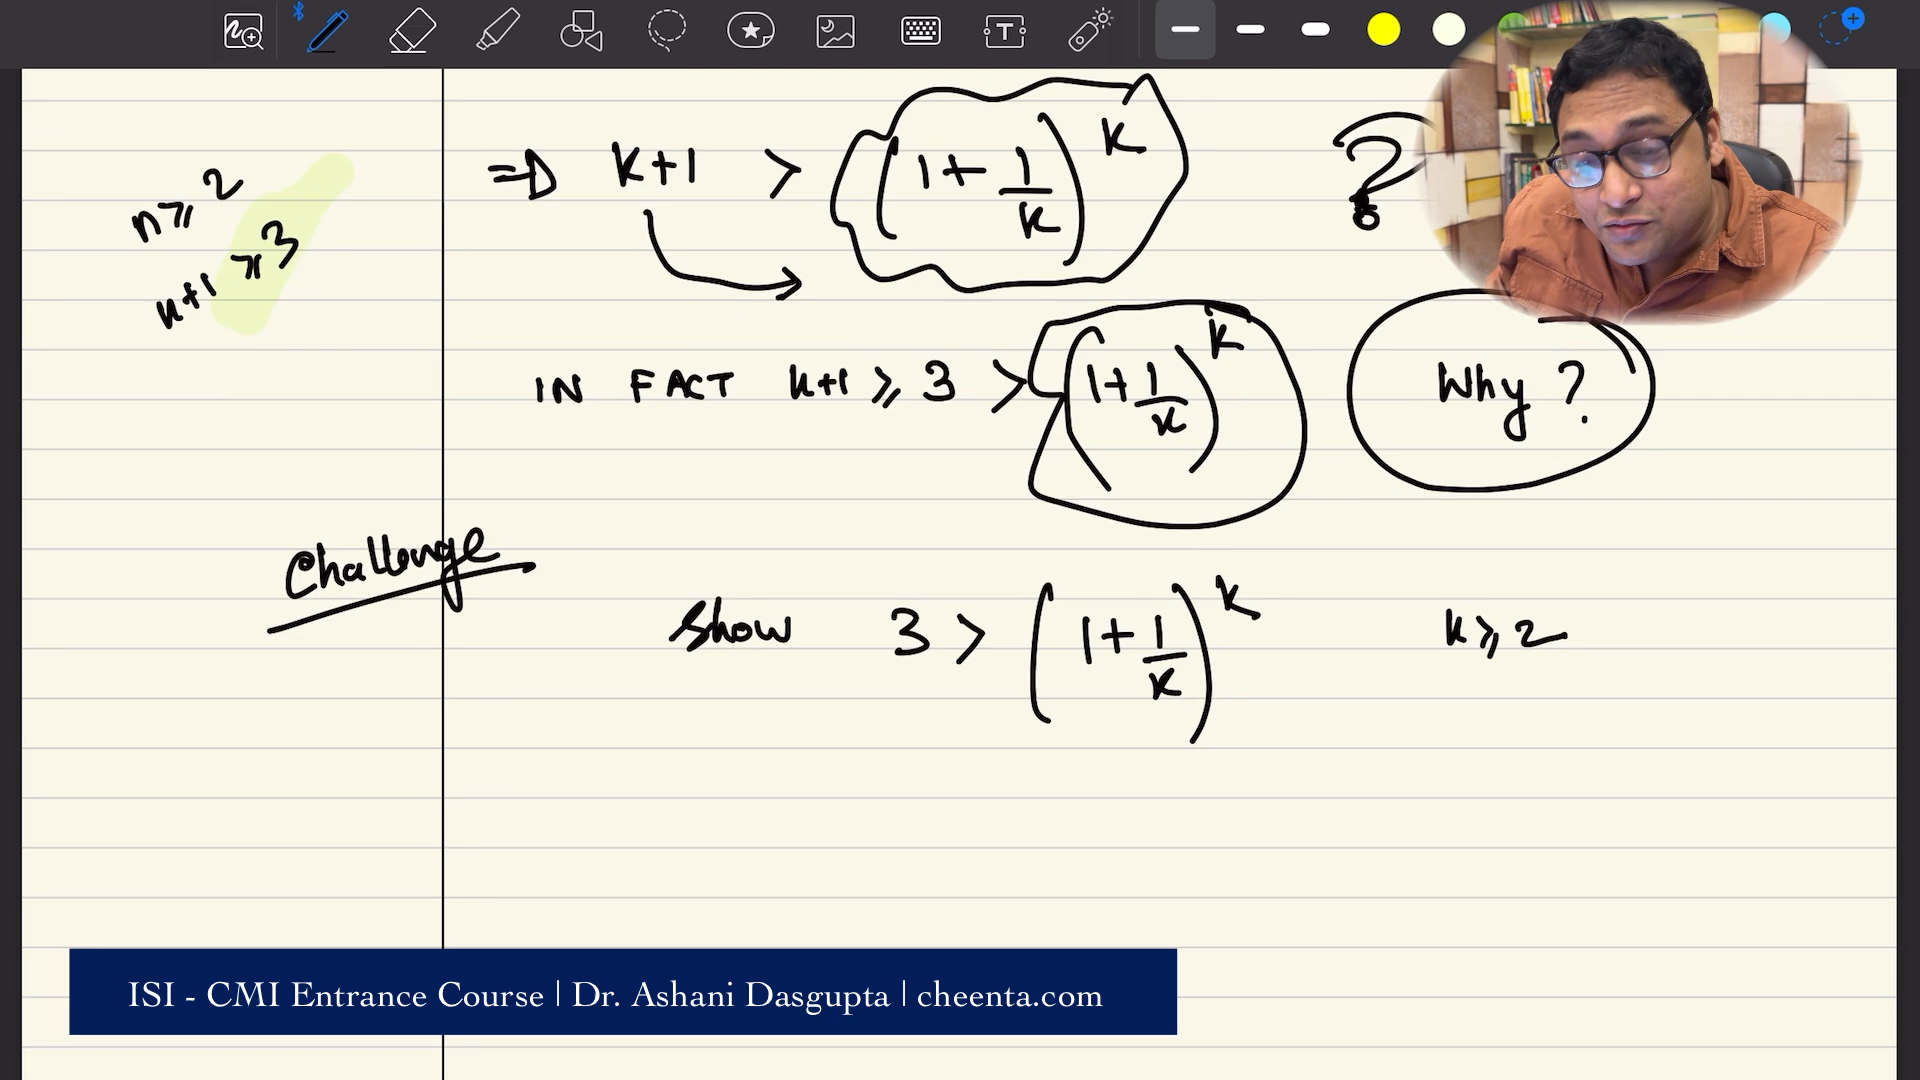 ⇒ k+1 > (1 + 1/k)^k ?
n ⩾ 2
n+1 ⩾ 3
IN FACT k+1 ⩾ 3 > (1 + 1/k)^k Why ?
Challenge
Show 3 > (1 + 1/k)^k k ⩾ 2
ISI - CMI Entrance Course | Dr. Ashani Dasgupta | cheenta.com